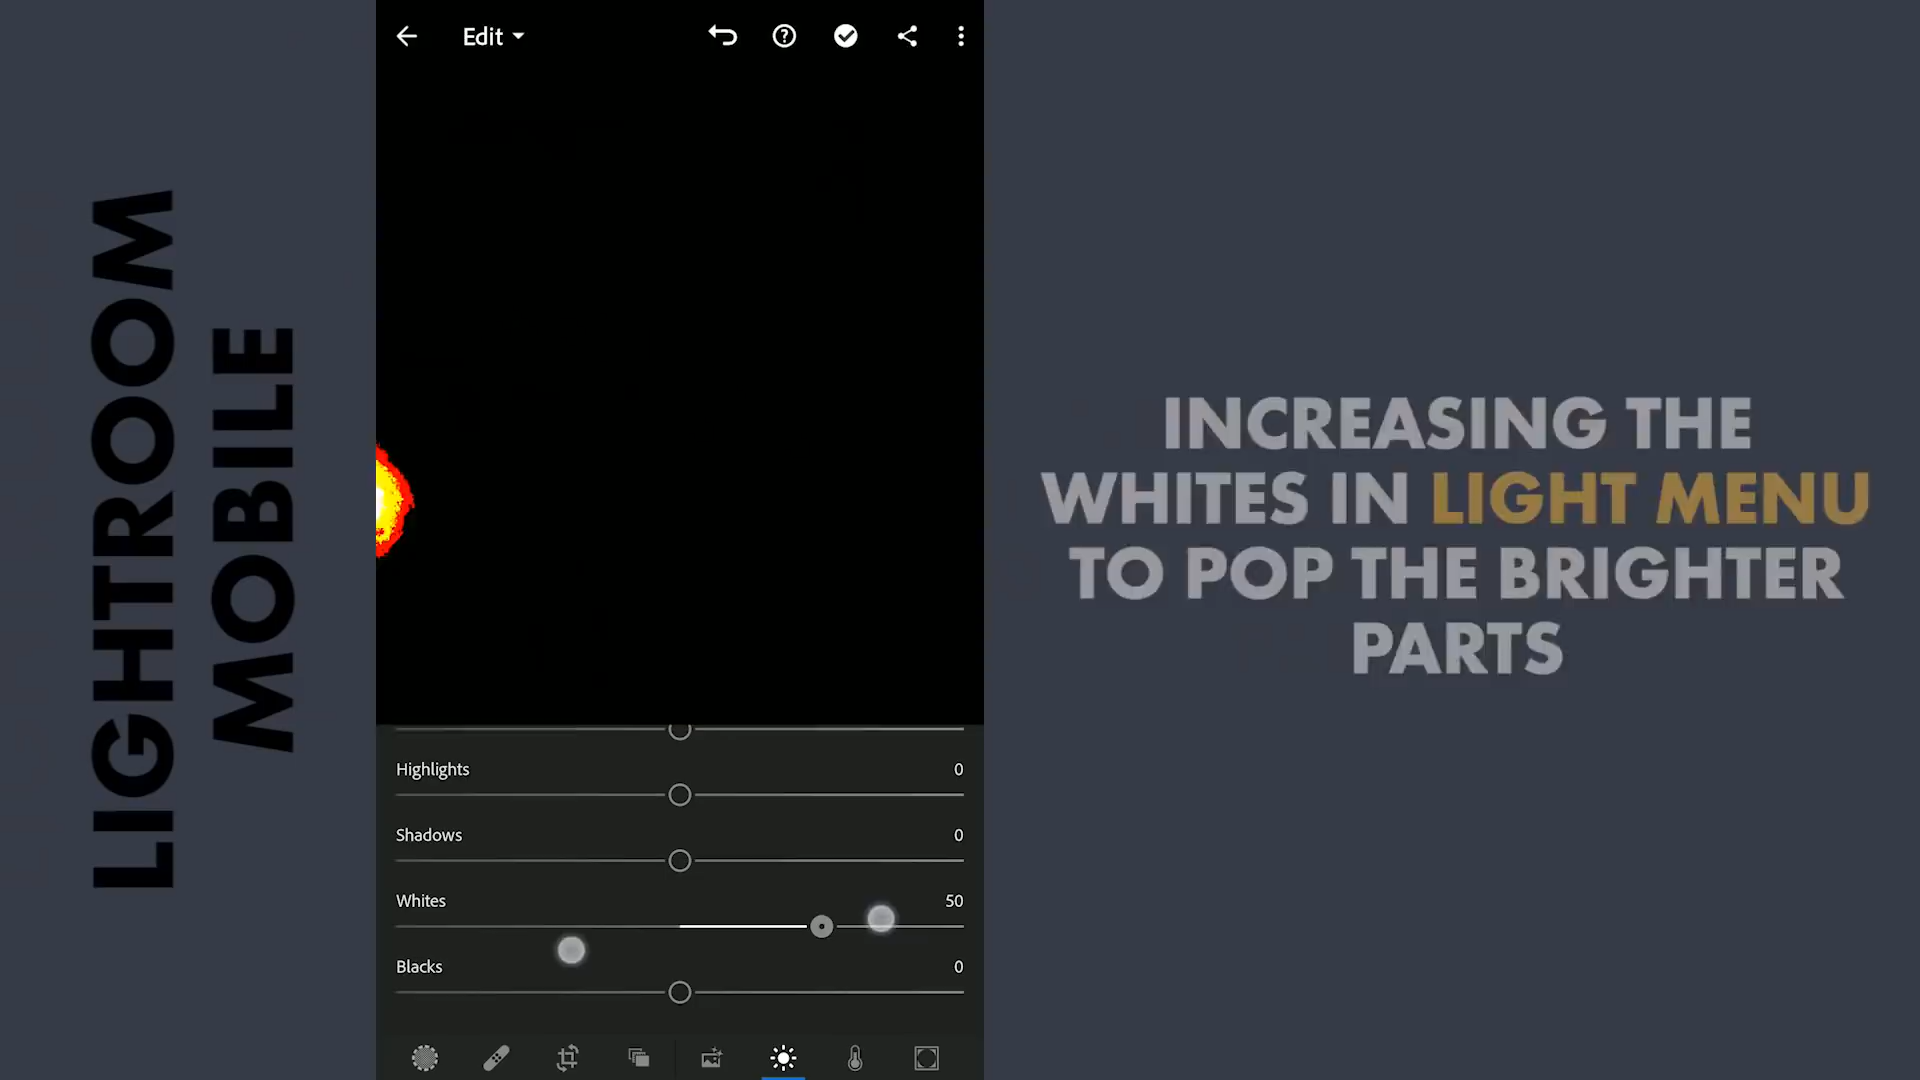 LIGHTROOM
MOBILE
Edit
Highlights 0
Shadows 0
Whites 50
Blacks 0
INCREASING THE
WHITES IN LIGHT MENU
TO POP THE BRIGHTER
PARTS